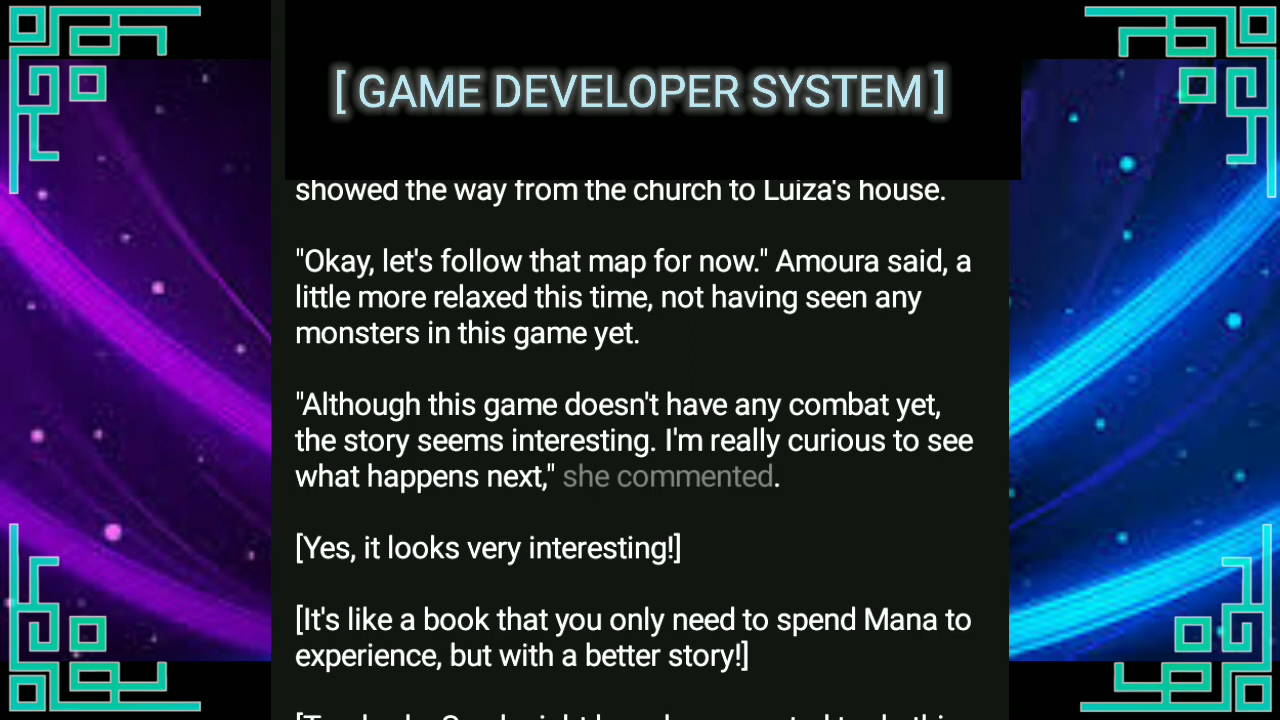 [ GAME DEVELOPER SYSTEM ]
showed the way from the church to Luiza's house.
"Okay, let's follow that map for now." Amoura said, a
little more relaxed this time, not having seen any
monsters in this game yet.
"Although this game doesn't have any combat yet,
the story seems interesting. I'm really curious to see
what happens next," she commented.
[Yes, it looks very interesting!]
[It's like a book that you only need to spend Mana to
experience, but with a better story!]